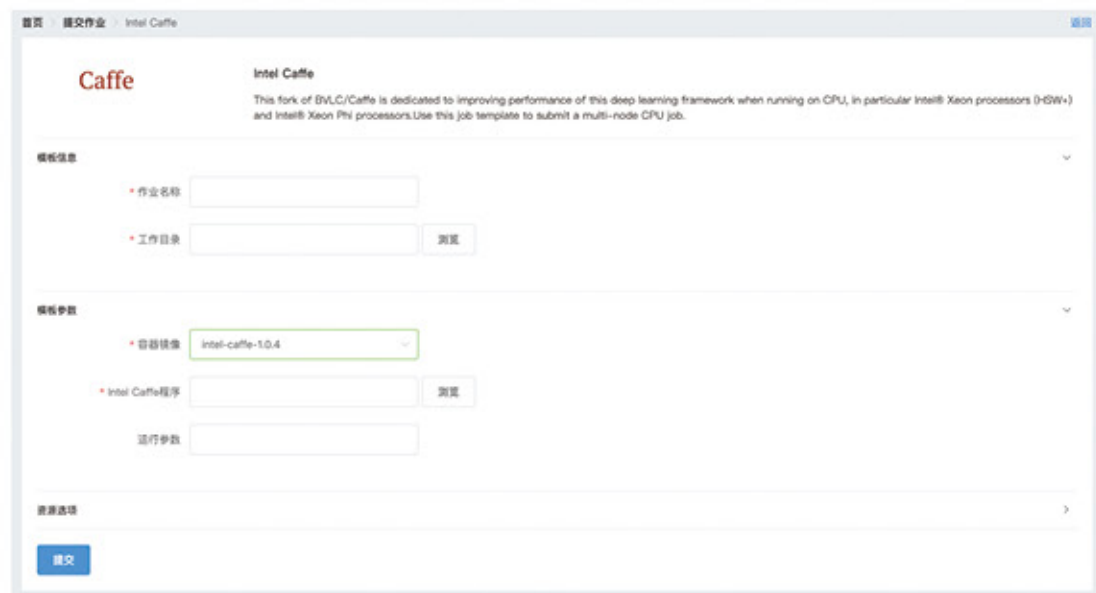 首页 提交作业 Intel Caffe 返回
Caffe
Intel Caffe
This fork of BVLC/Caffe is dedicated to improving performance of this deep learning framework when running on CPU, in particular Intel® Xeon processors (HSW+)
and Intel® Xeon Phi processors.Use this job template to submit a multi-node CPU job.
模板信息
* 作业名称
* 工作目录 浏览
模板参数
* 容器镜像 intel-caffe-1.0.4
* Intel Caffe程序 浏览
运行参数
资源选项
提交